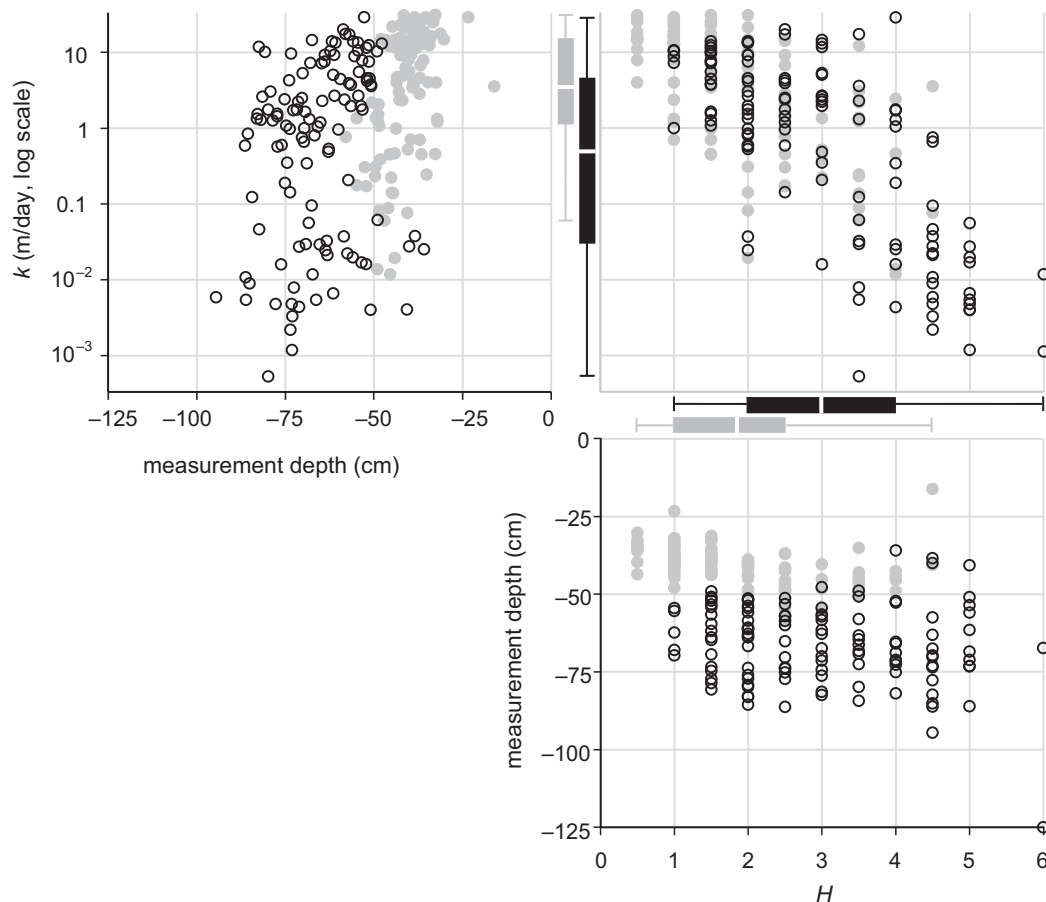 10
1
0.1
10−2
10−3
k (m/day, log scale)
−125 −100 −75 −50 −25 0
measurement depth (cm)
0
−25
−50
−75
−100
−125
measurement depth (cm)
0 1 2 3 4 5 6
H